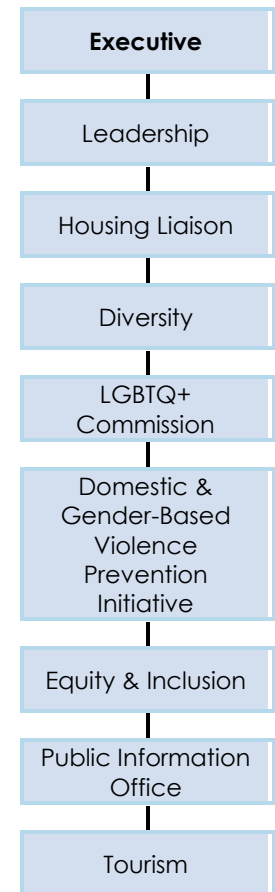 Executive
Leadership
Housing Liaison
Diversity
LGBTQ+
Commission
Domestic &
Gender-Based
Violence
Prevention
Initiative
Equity & Inclusion
Public Information
Office
Tourism